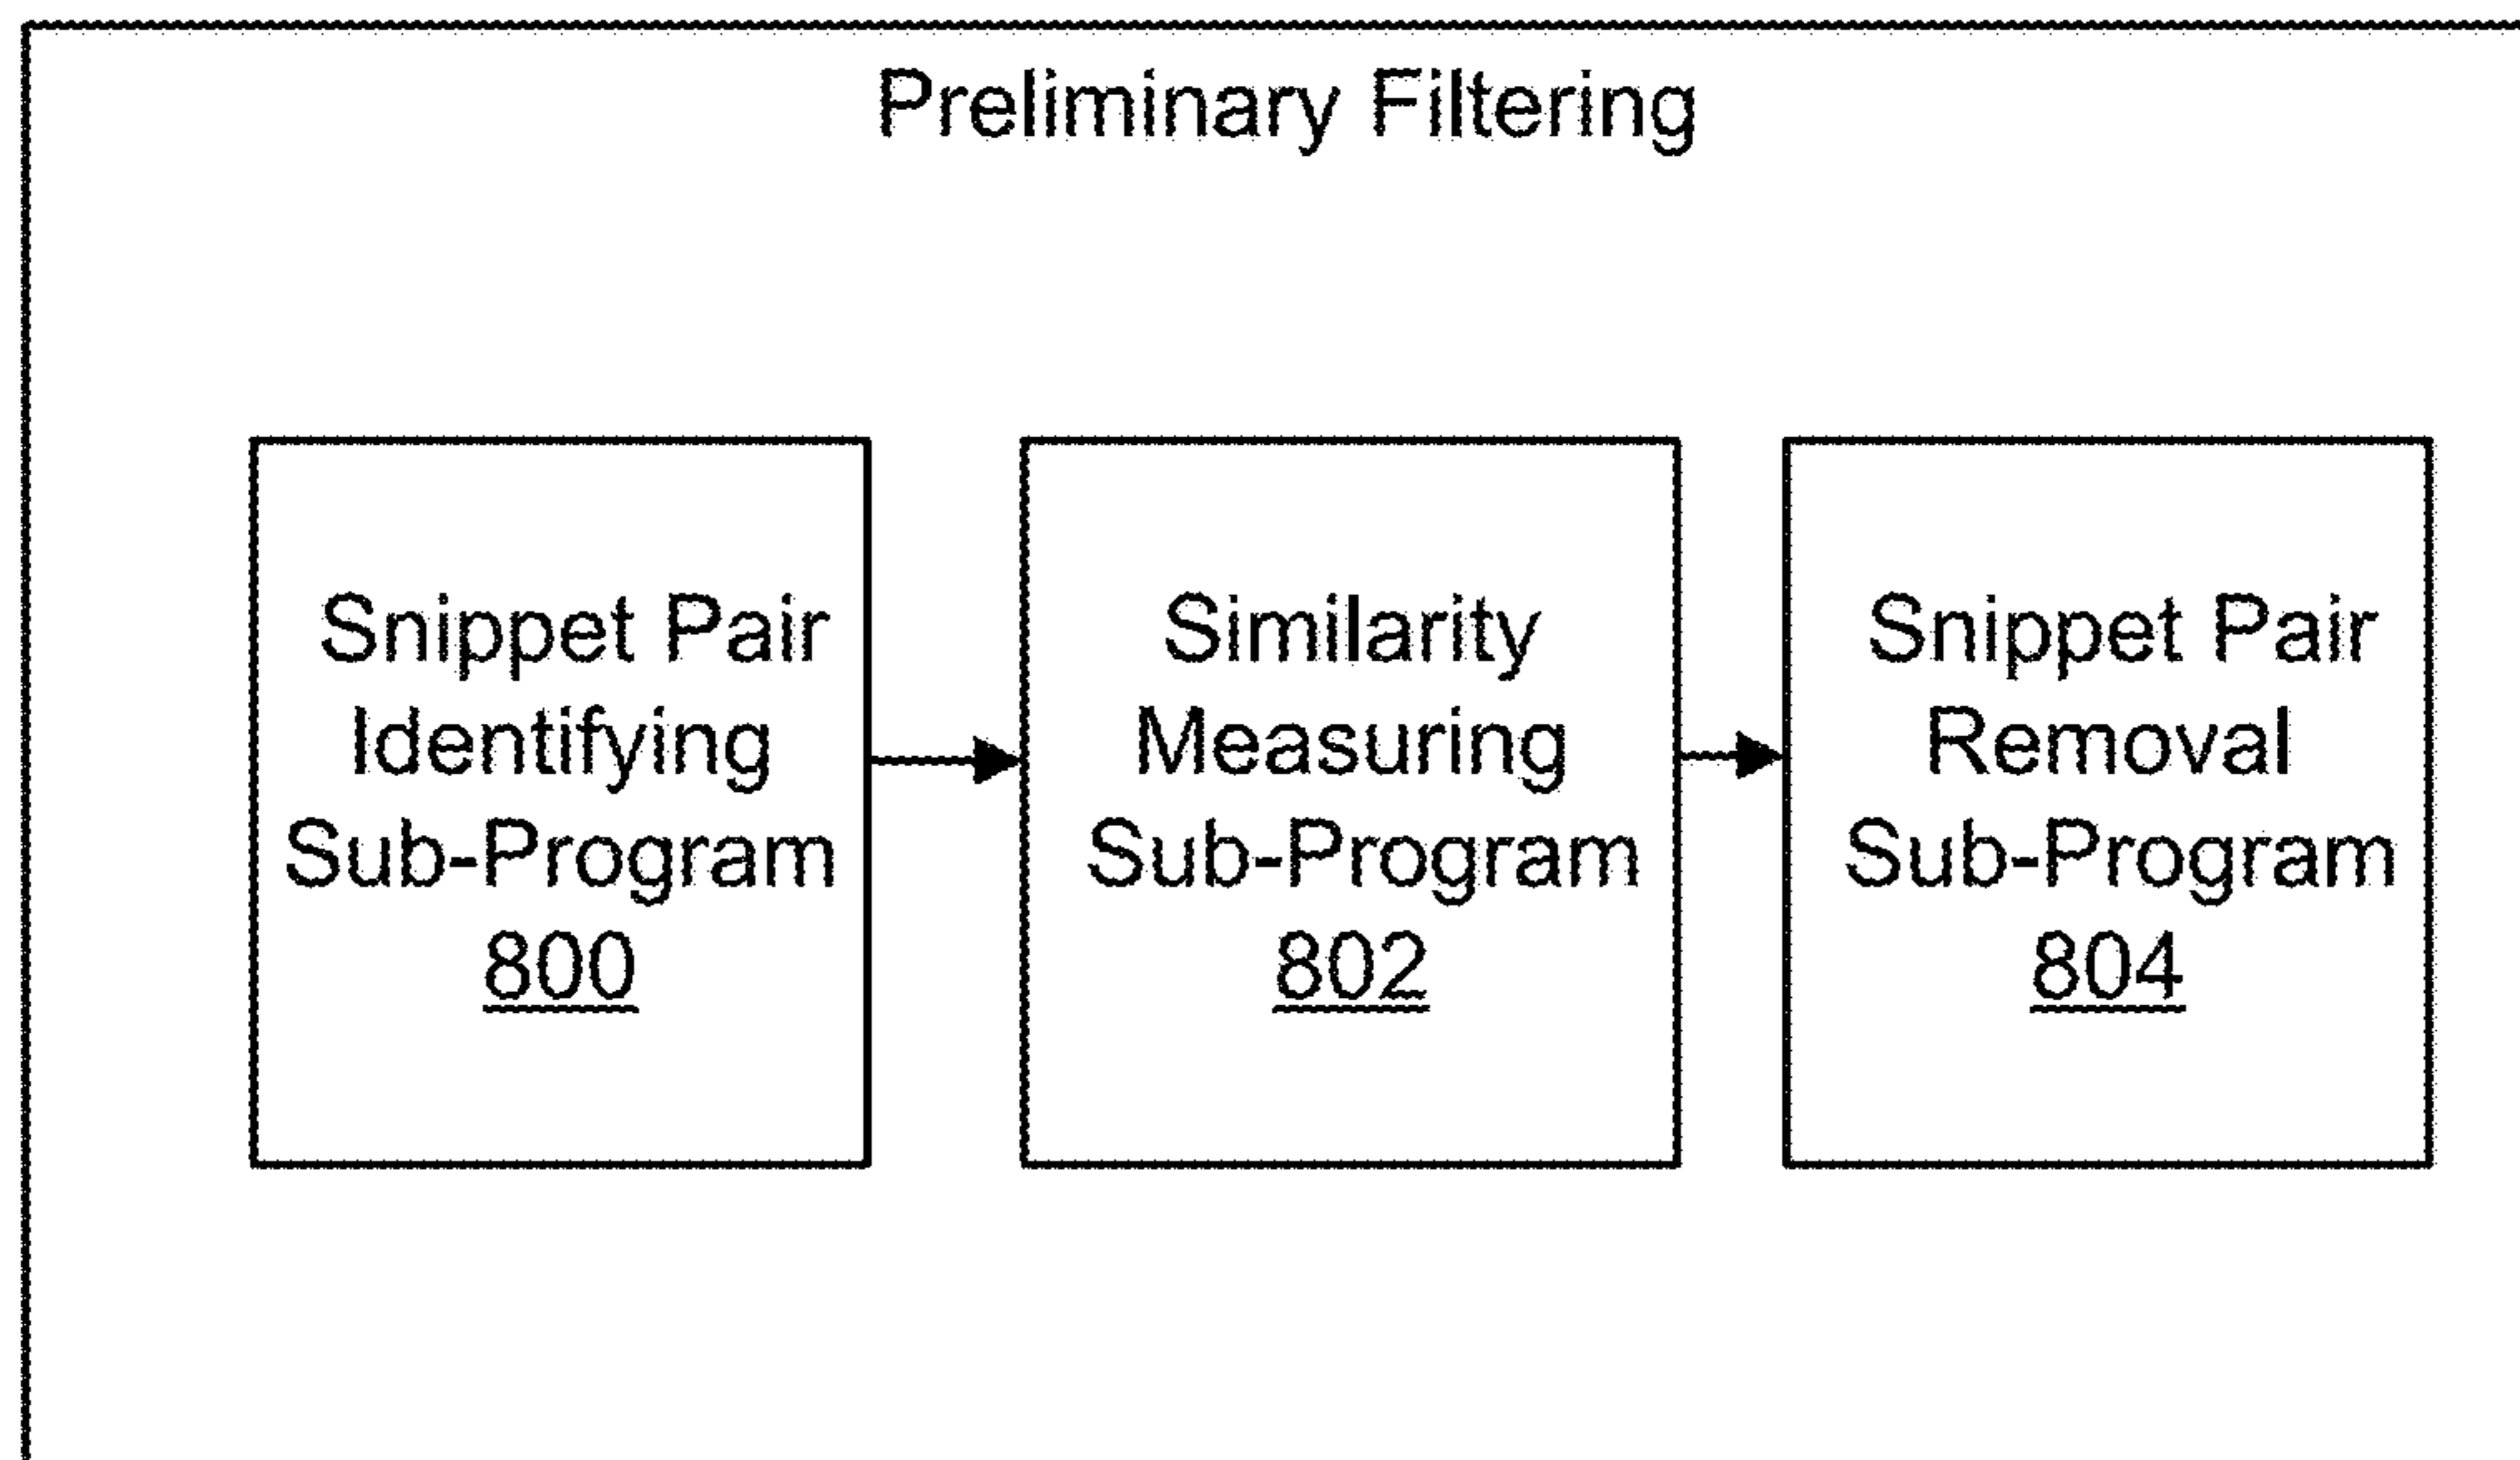 Preliminary Filtering
Snippet Pair
Identifying
Sub-Program
800
Similarity
Measuring
Sub-Program
802
Snippet Pair
Removal
Sub-Program
804